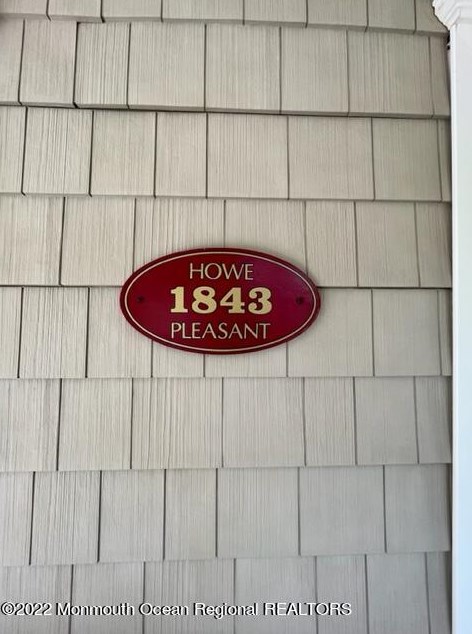 HOWE
1843
PLEASANT
©2022 Monmouth Ocean Regional REALTORS